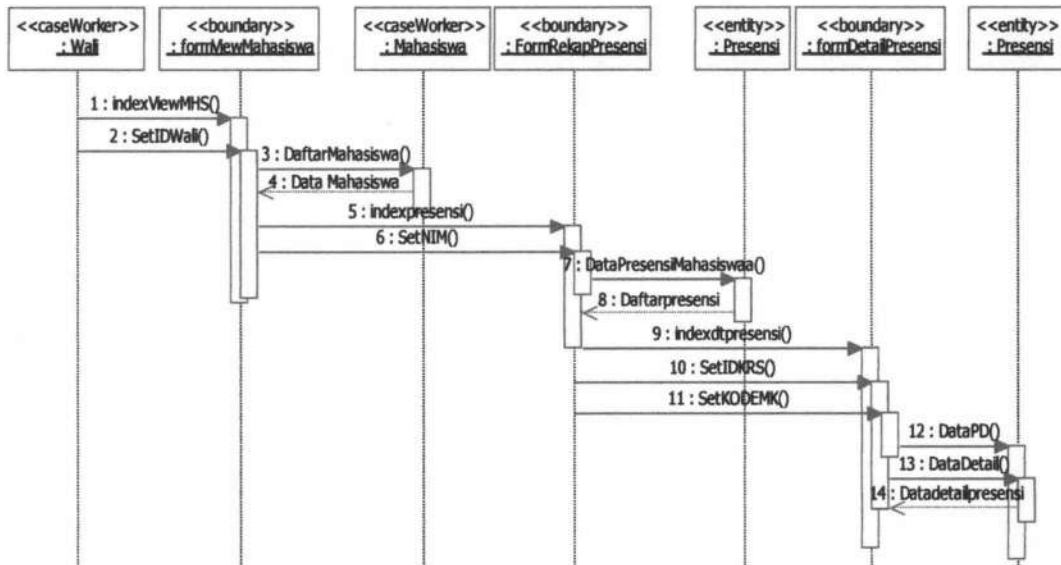 <<caseWorker>>
: Wali
<<boundary>>
: formViewMahasiswa
<<caseWorker>>
: Mahasiswa
<<boundary>>
: FormRekapPresensi
<<entity>>
: Presensi
<<boundary>>
: formDetailPresensi
<<entity>>
: Presensi
1 : indexViewMHS()
2 : SetIDWali()
3 : DaftarMahasiswa()
4 : Data Mahasiswa
5 : indexpresensi()
6 : SetNIM()
7 : DataPresensiMahasiswaa()
8 : Daftarpresensi
9 : indexdtpresensi()
10 : SetIDKRS()
11 : SetKODEMK()
12 : DataPD()
13 : DataDetail()
14 : Datadetailpresensi